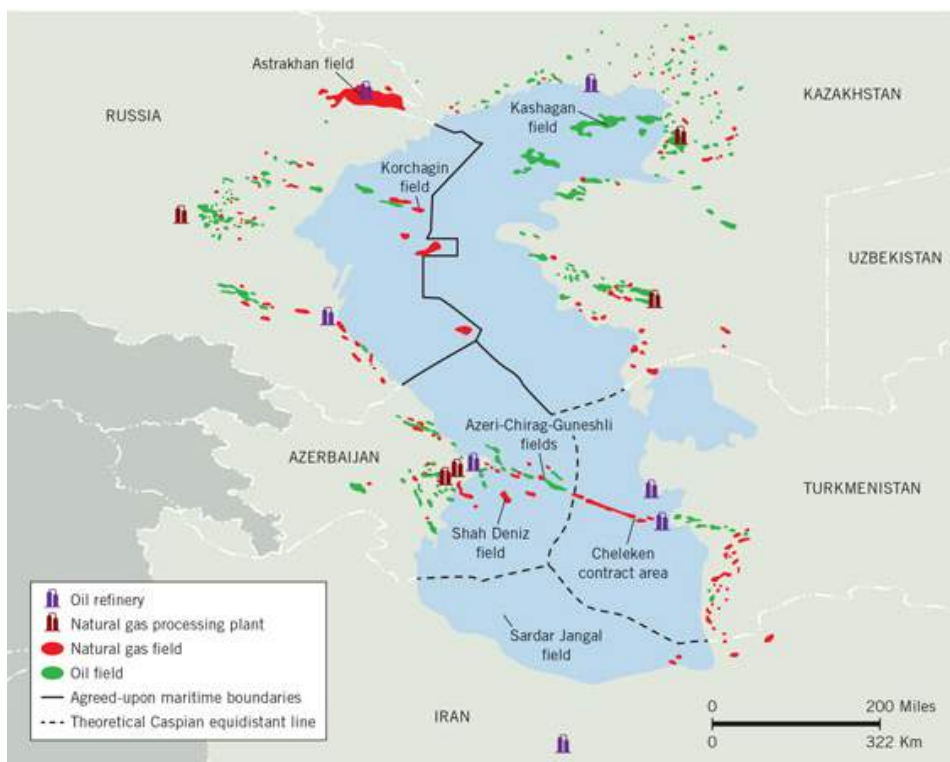 Astrakhan field
RUSSIA
Kashagan
field
KAZAKHSTAN
Korchagin
field
UZBEKISTAN
Azeri-Chirag-Guneshli
fields
AZERBAIJAN
TURKMENISTAN
Shah Deniz
field
Cheleken
contract area
Sardar Jangal
field
IRAN
Oil refinery
Natural gas processing plant
Natural gas field
Oil field
Agreed-upon maritime boundaries
Theoretical Caspian equidistant line
0 200 Miles
0 322 Km